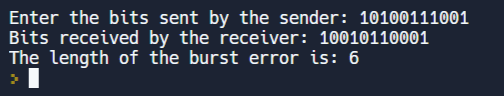 Enter the bits sent by the sender: 10100111001
Bits received by the receiver: 10010110001
The length of the burst error is: 6
>